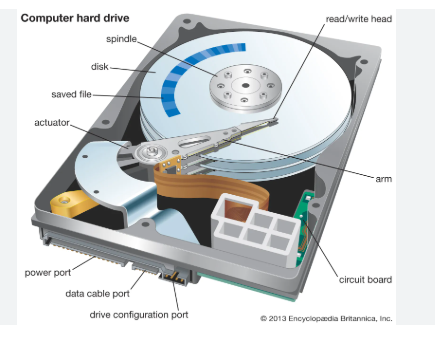 Computer hard drive
read/write head
spindle
disk
saved file
actuator
arm
power port
circuit board
data cable port
drive configuration port
© 2013 Encyclopædia Britannica, Inc.